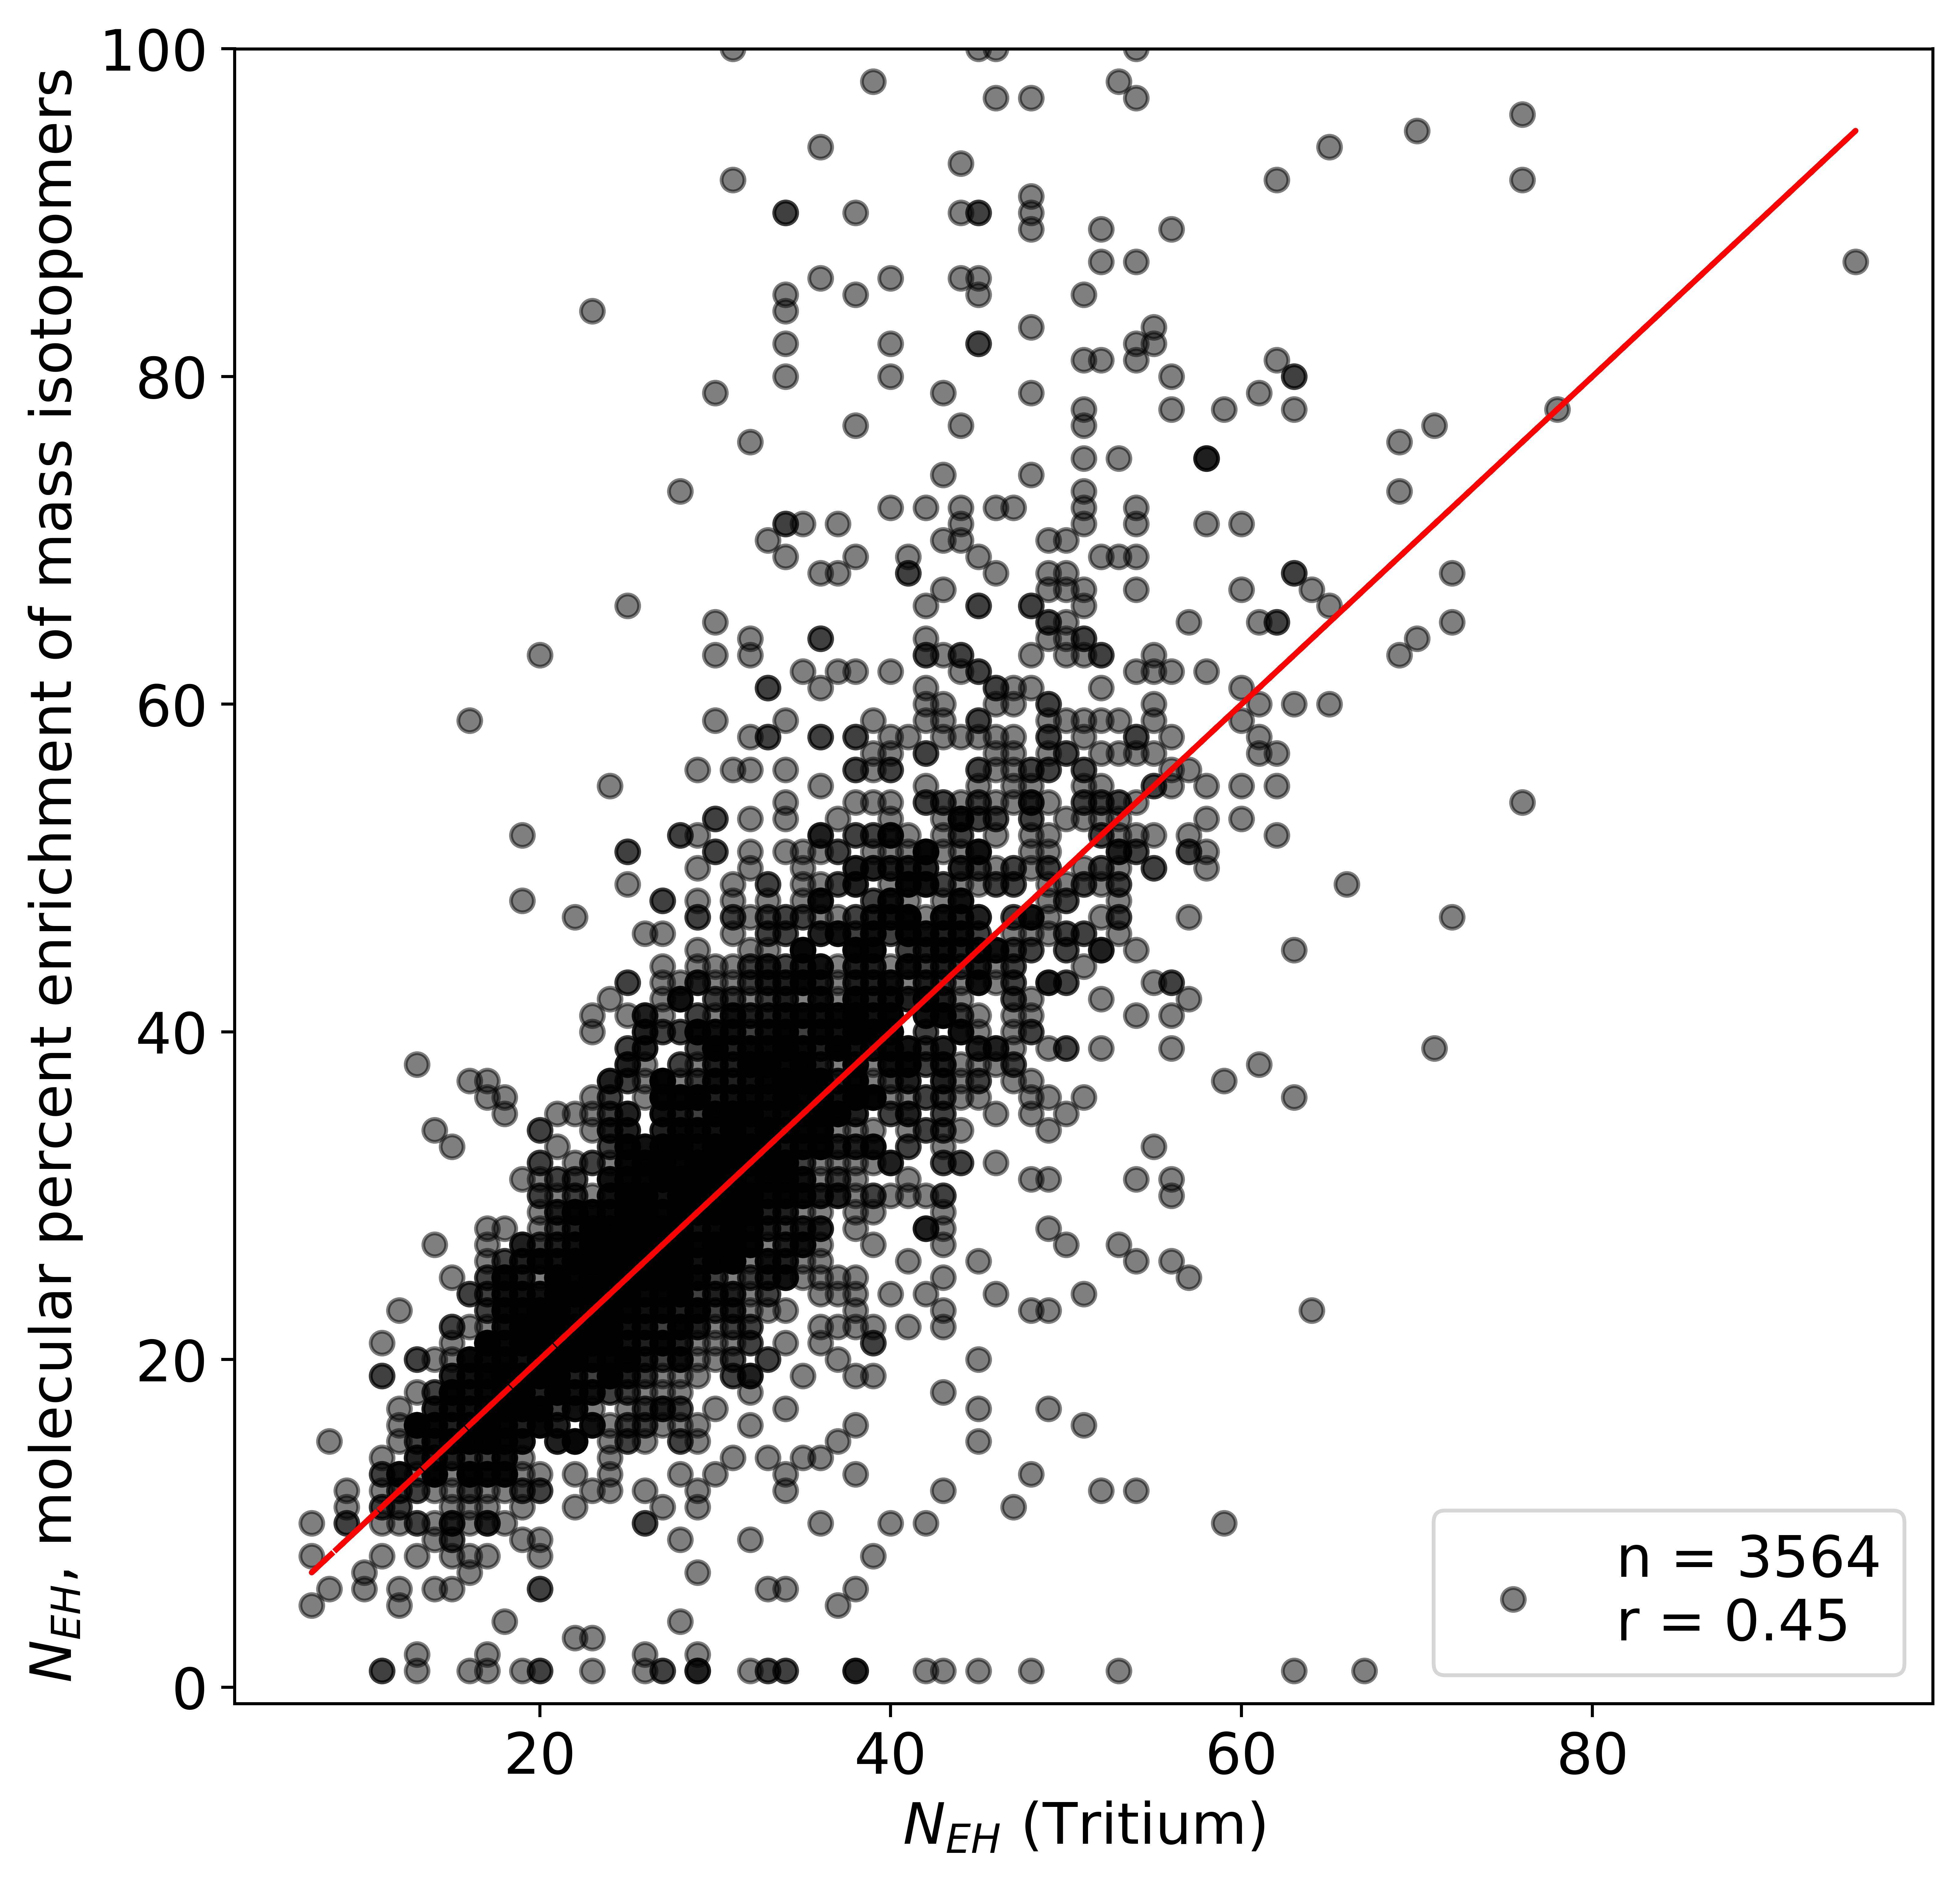 N_EH, molecular percent enrichment of mass isotopomers
100
80
60
40
20
0
20
40
60
80
N_EH (Tritium)
n = 3564
r = 0.45